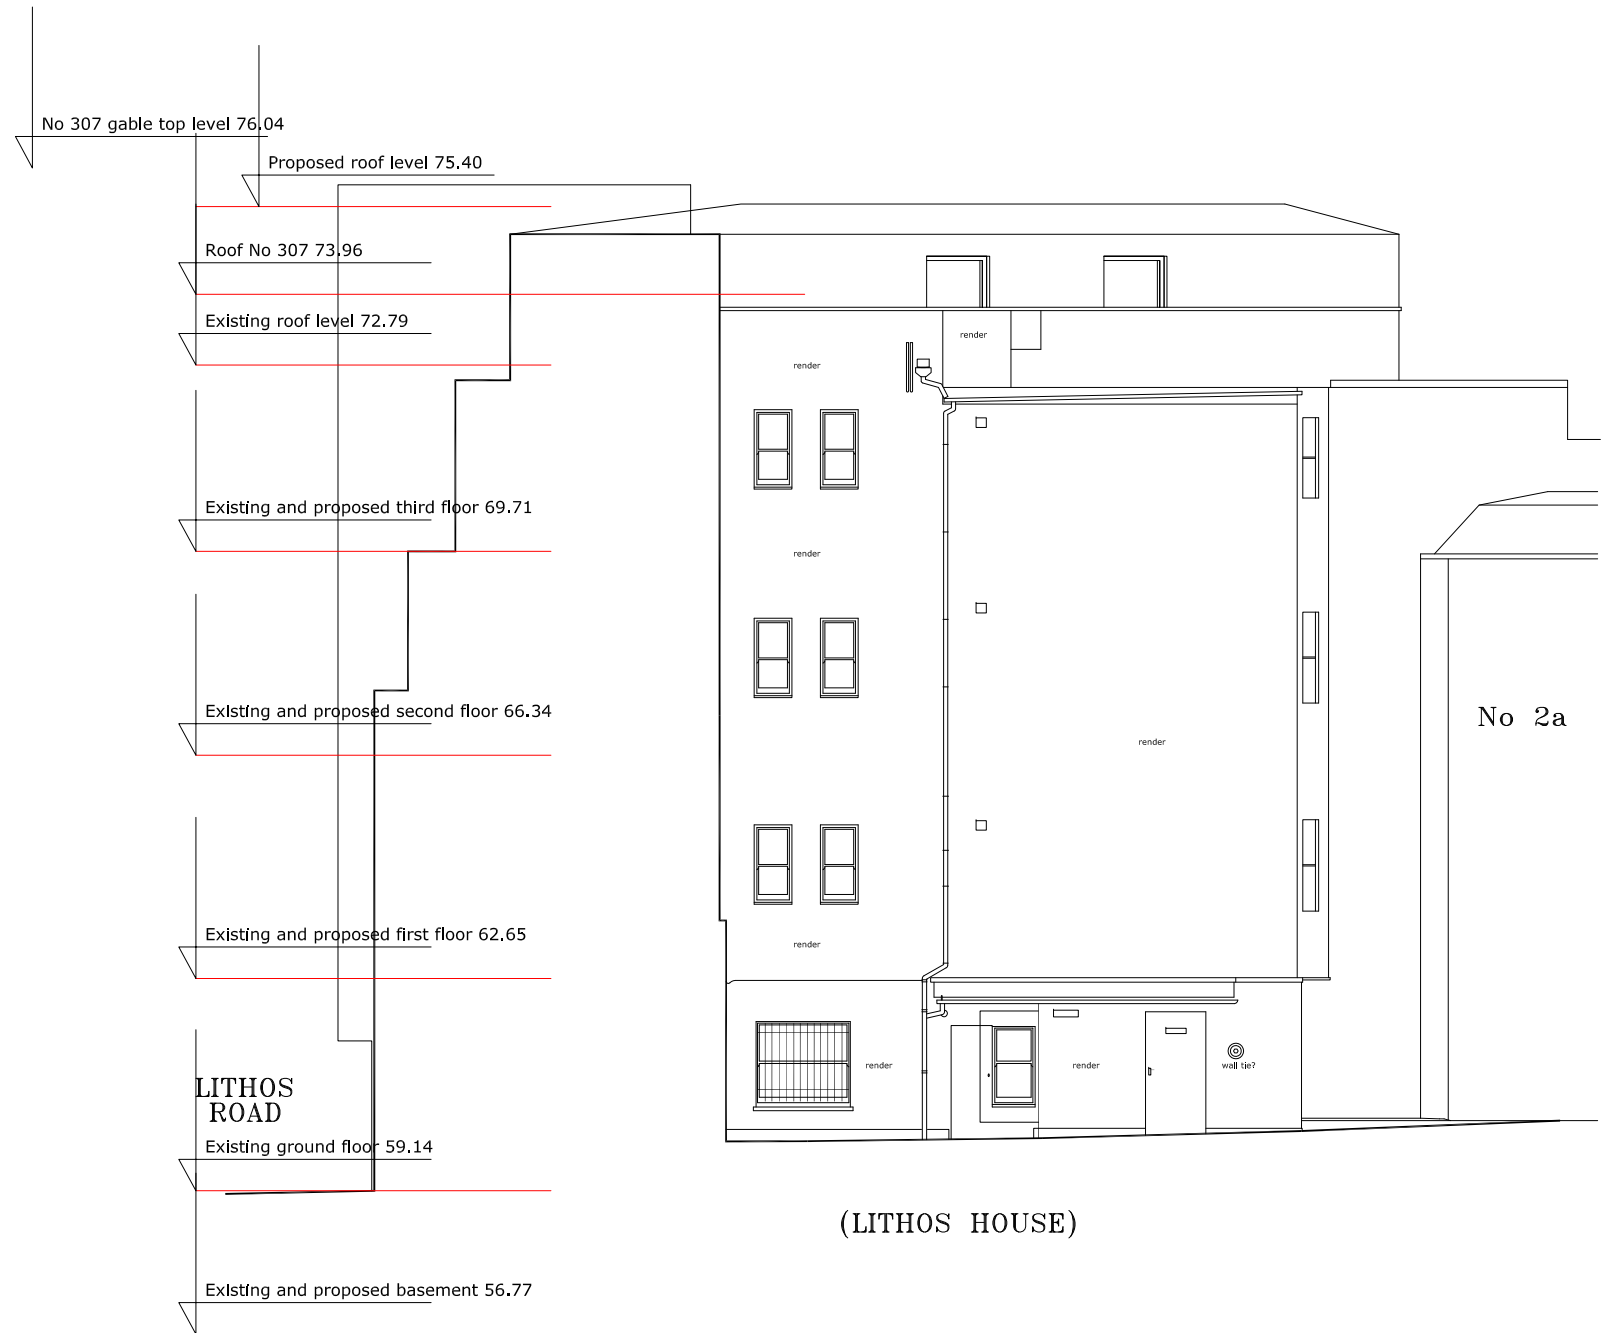 No 307 gable top level 76.04
Proposed roof level 75.40
Roof No 307 73.96
Existing roof level 72.79
render
render
Existing and proposed third floor 69.71
render
Existing and proposed second floor 66.34
No 2a
render
Existing and proposed first floor 62.65
render
render
render
wall tie?
LITHOS
ROAD
Existing ground floor 59.14
(LITHOS HOUSE)
Existing and proposed basement 56.77